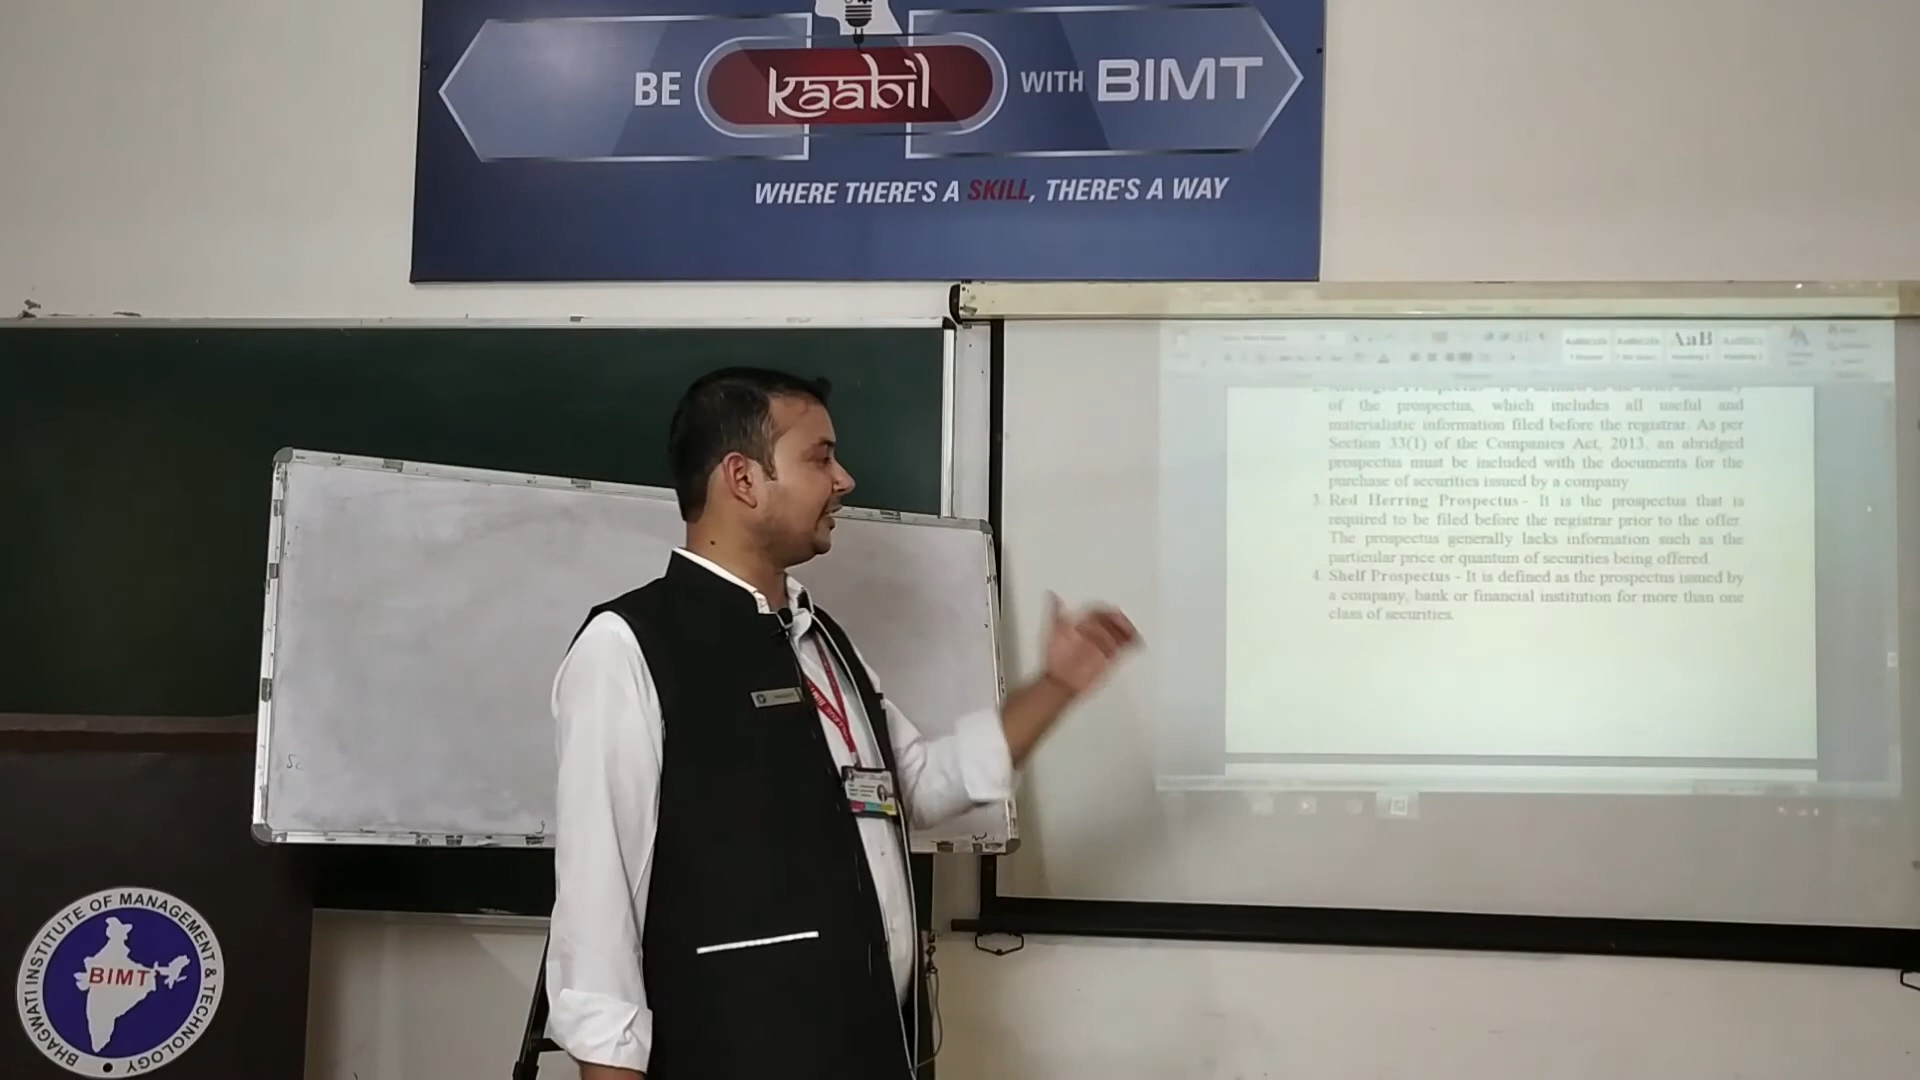 BE kaabil WITH BIMT
WHERE THERE'S A SKILL, THERE'S A WAY
AaB
of the prospectus, which includes all useful and
materialistic information filed before the registrar. As per
Section 33(1) of the Companies Act, 2013, an abridged
prospectus must be included with the documents for the
purchase of securities issued by a company
3. Red Herring Prospectus - It is the prospectus that is
required to be filed before the registrar prior to the offer.
The prospectus generally lacks information such as the
particular price or quantum of securities being offered.
4. Shelf Prospectus - It is defined as the prospectus issued by
a company, bank or financial institution for more than one
class of securities.
BHAGWATI INSTITUTE OF MANAGEMENT & TECHNOLOGY
BIMT